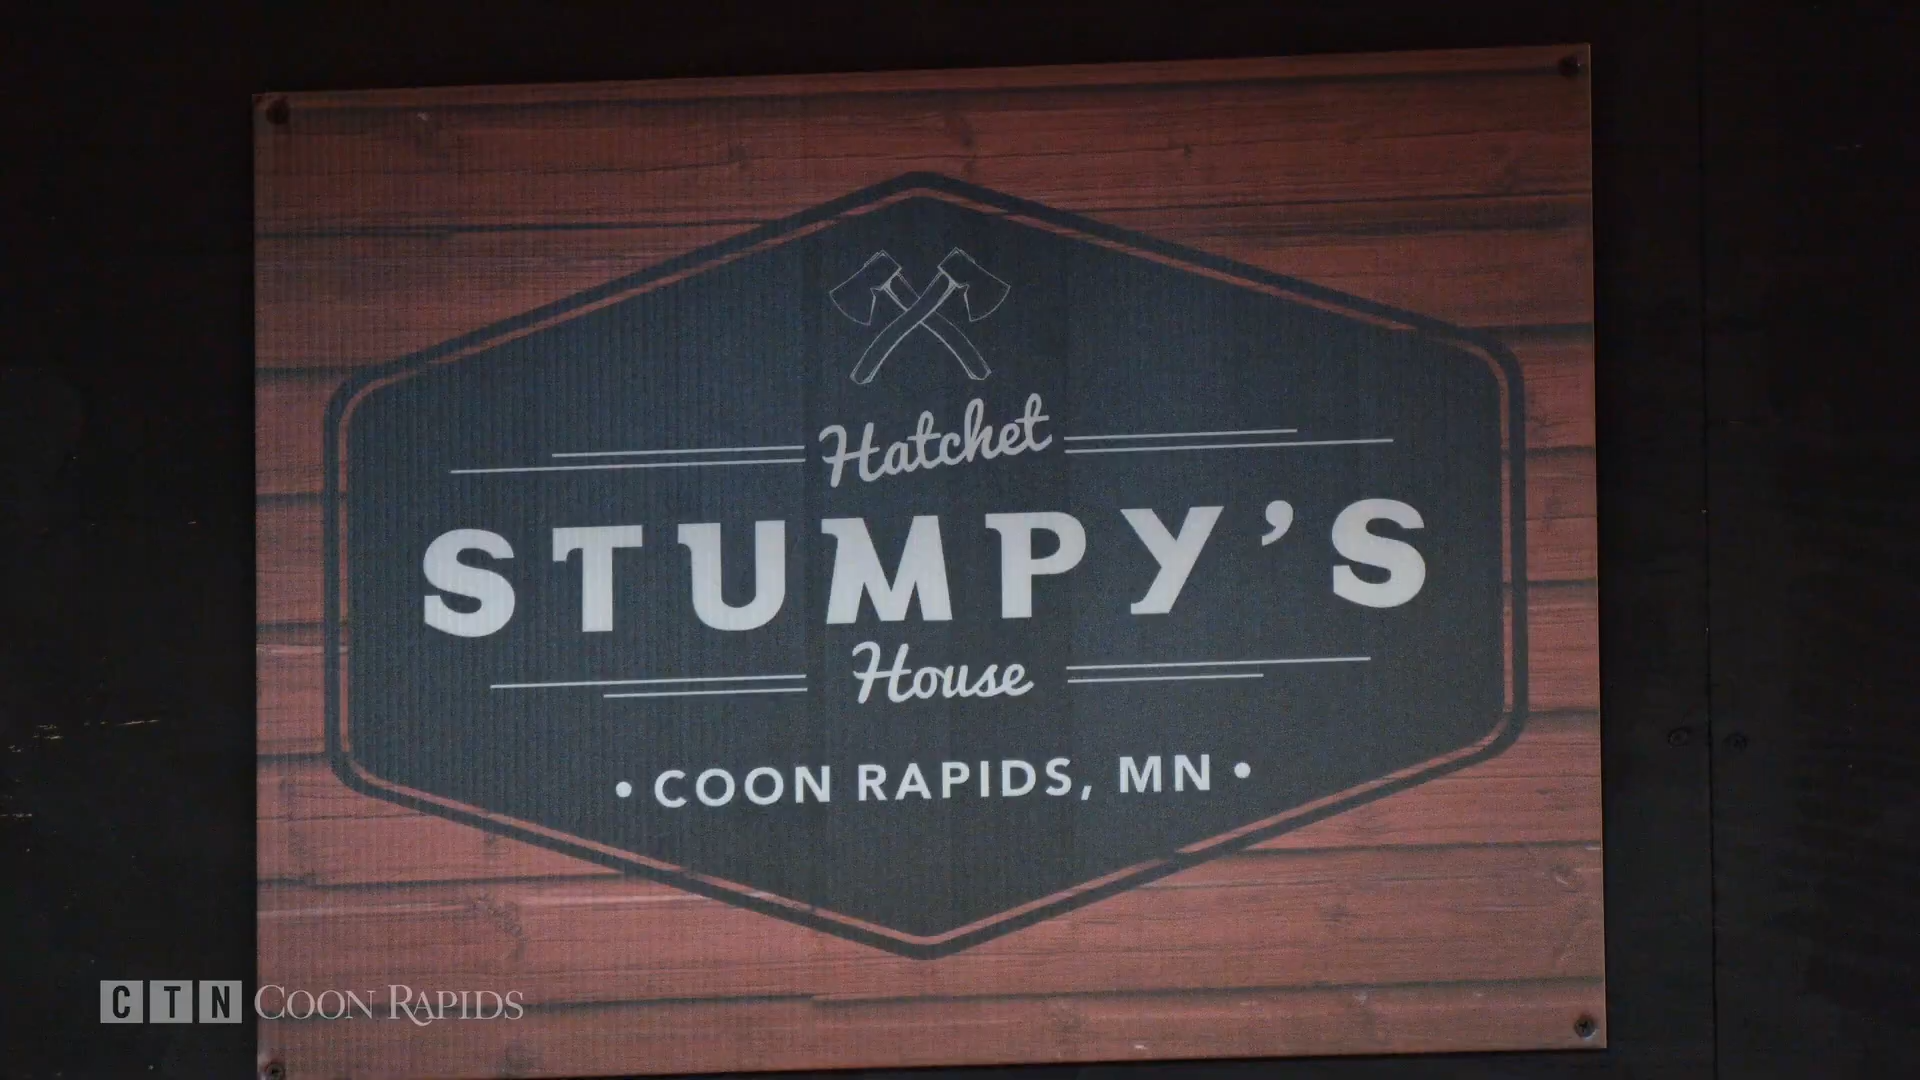 Hatchet
STUMPY'S
House
• COON RAPIDS, MN •
CTN COON RAPIDS